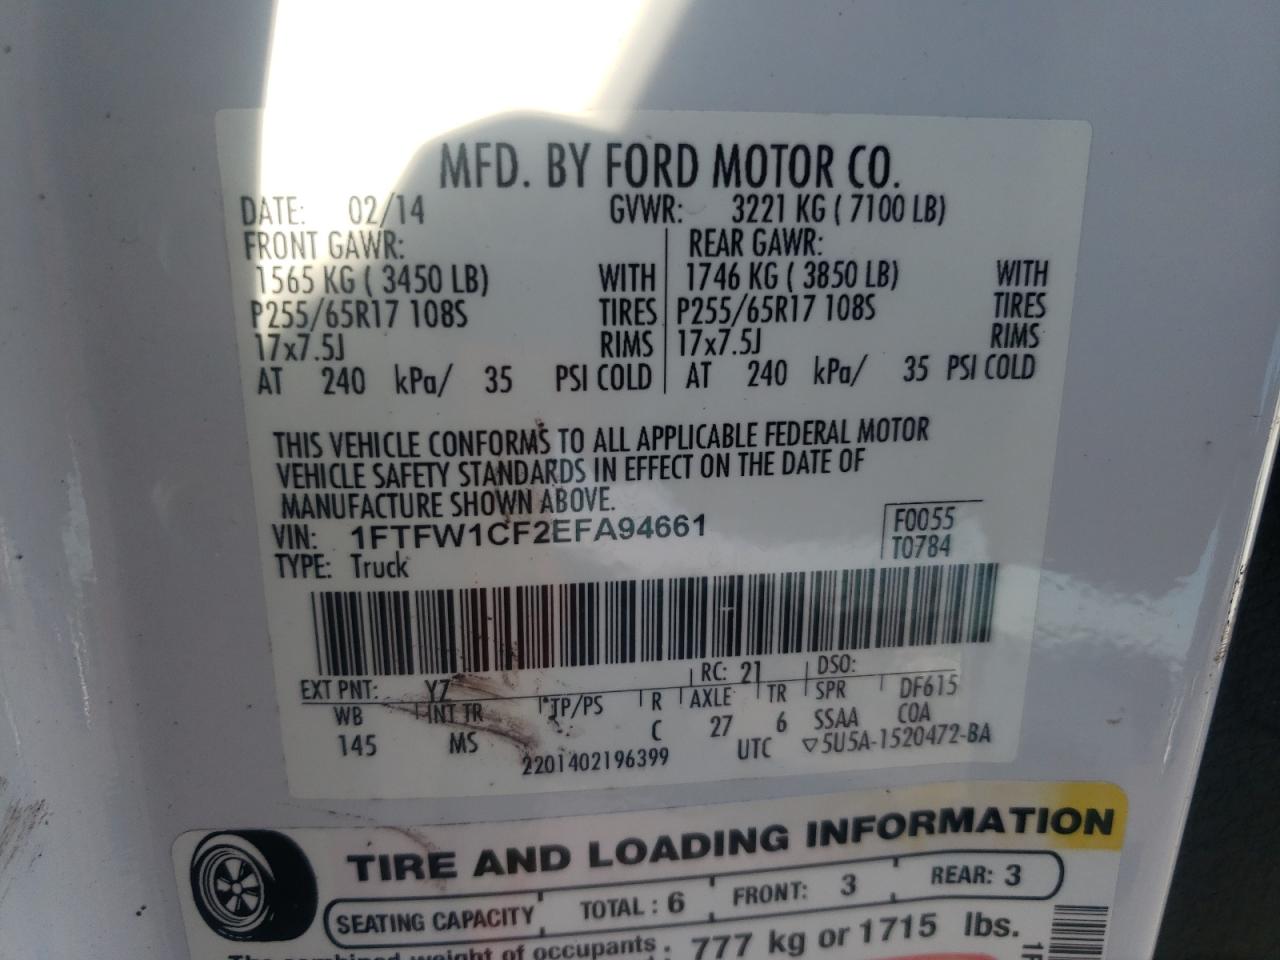 MFD. BY FORD MOTOR CO.
DATE: 02/14 GVWR: 3221 KG ( 7100 LB)
FRONT GAWR: REAR GAWR:
1565 KG ( 3450 LB) WITH 1746 KG ( 3850 LB) WITH
P255/65R17 108S TIRES P255/65R17 108S TIRES
17x7.5J RIMS 17x7.5J RIMS
AT 240 kPa/ 35 PSI COLD AT 240 kPa/ 35 PSI COLD
THIS VEHICLE CONFORMS TO ALL APPLICABLE FEDERAL MOTOR
VEHICLE SAFETY STANDARDS IN EFFECT ON THE DATE OF
MANUFACTURE SHOWN ABOVE.
VIN: 1FTFW1CF2EFA94661 F0055
TYPE: Truck T0784
EXT PNT: YZ RC: 21 DSO:
WB INT TR TP/PS R AXLE TR SPR DF615
145 MS C 27 6 SSAA COA
2201402196399 UTC ▽5U5A-1520472-BA
TIRE AND LOADING INFORMATION
SEATING CAPACITY TOTAL : 6 FRONT: 3 REAR: 3
The combined weight of occupants 777 kg or 1715 lbs.